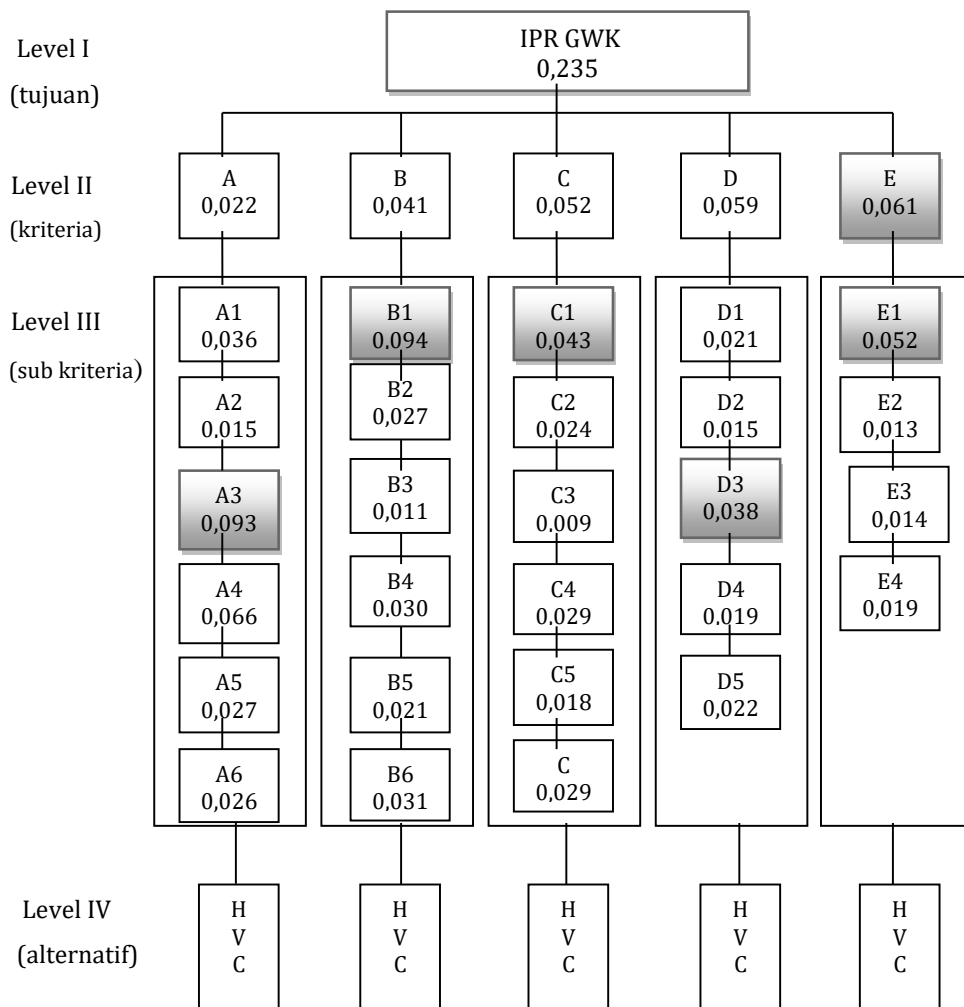 Level I
(tujuan)
IPR GWK
0,235
Level II
(kriteria)
A
0,022
B
0,041
C
0,052
D
0,059
E
0,061
Level III
(sub kriteria)
A1
0,036
A2
0,015
A3
0,093
A4
0,066
A5
0,027
A6
0,026
B1
0,094
B2
0,027
B3
0,011
B4
0,030
B5
0,021
B6
0,031
C1
0,043
C2
0,024
C3
0,009
C4
0,029
C5
0,018
C
0,029
D1
0,021
D2
0,015
D3
0,038
D4
0,019
D5
0,022
E1
0,052
E2
0,013
E3
0,014
E4
0,019
Level IV
(alternatif)
H
V
C
H
V
C
H
V
C
H
V
C
H
V
C